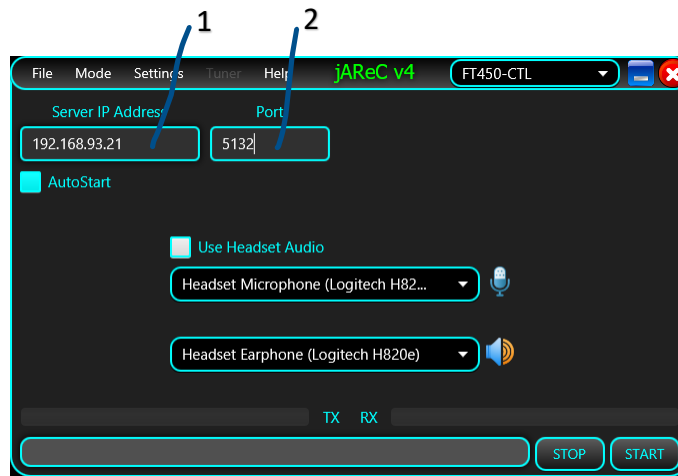 1 2
File Mode Settings Tuner Help jAReC v4 FT450-CTL
Server IP Address Port
192.168.93.21 5132
AutoStart
Use Headset Audio
Headset Microphone (Logitech H82...
Headset Earphone (Logitech H820e)
TX RX
STOP START